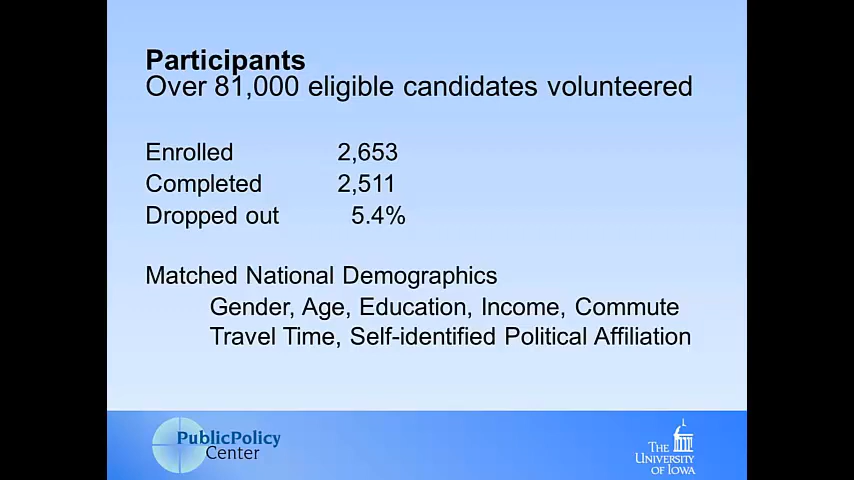 Participants
Over 81,000 eligible candidates volunteered
Enrolled 2,653
Completed 2,511
Dropped out 5.4%
Matched National Demographics
Gender, Age, Education, Income, Commute
Travel Time, Self-identified Political Affiliation
PublicPolicy
Center
THE
UNIVERSITY
OF IOWA